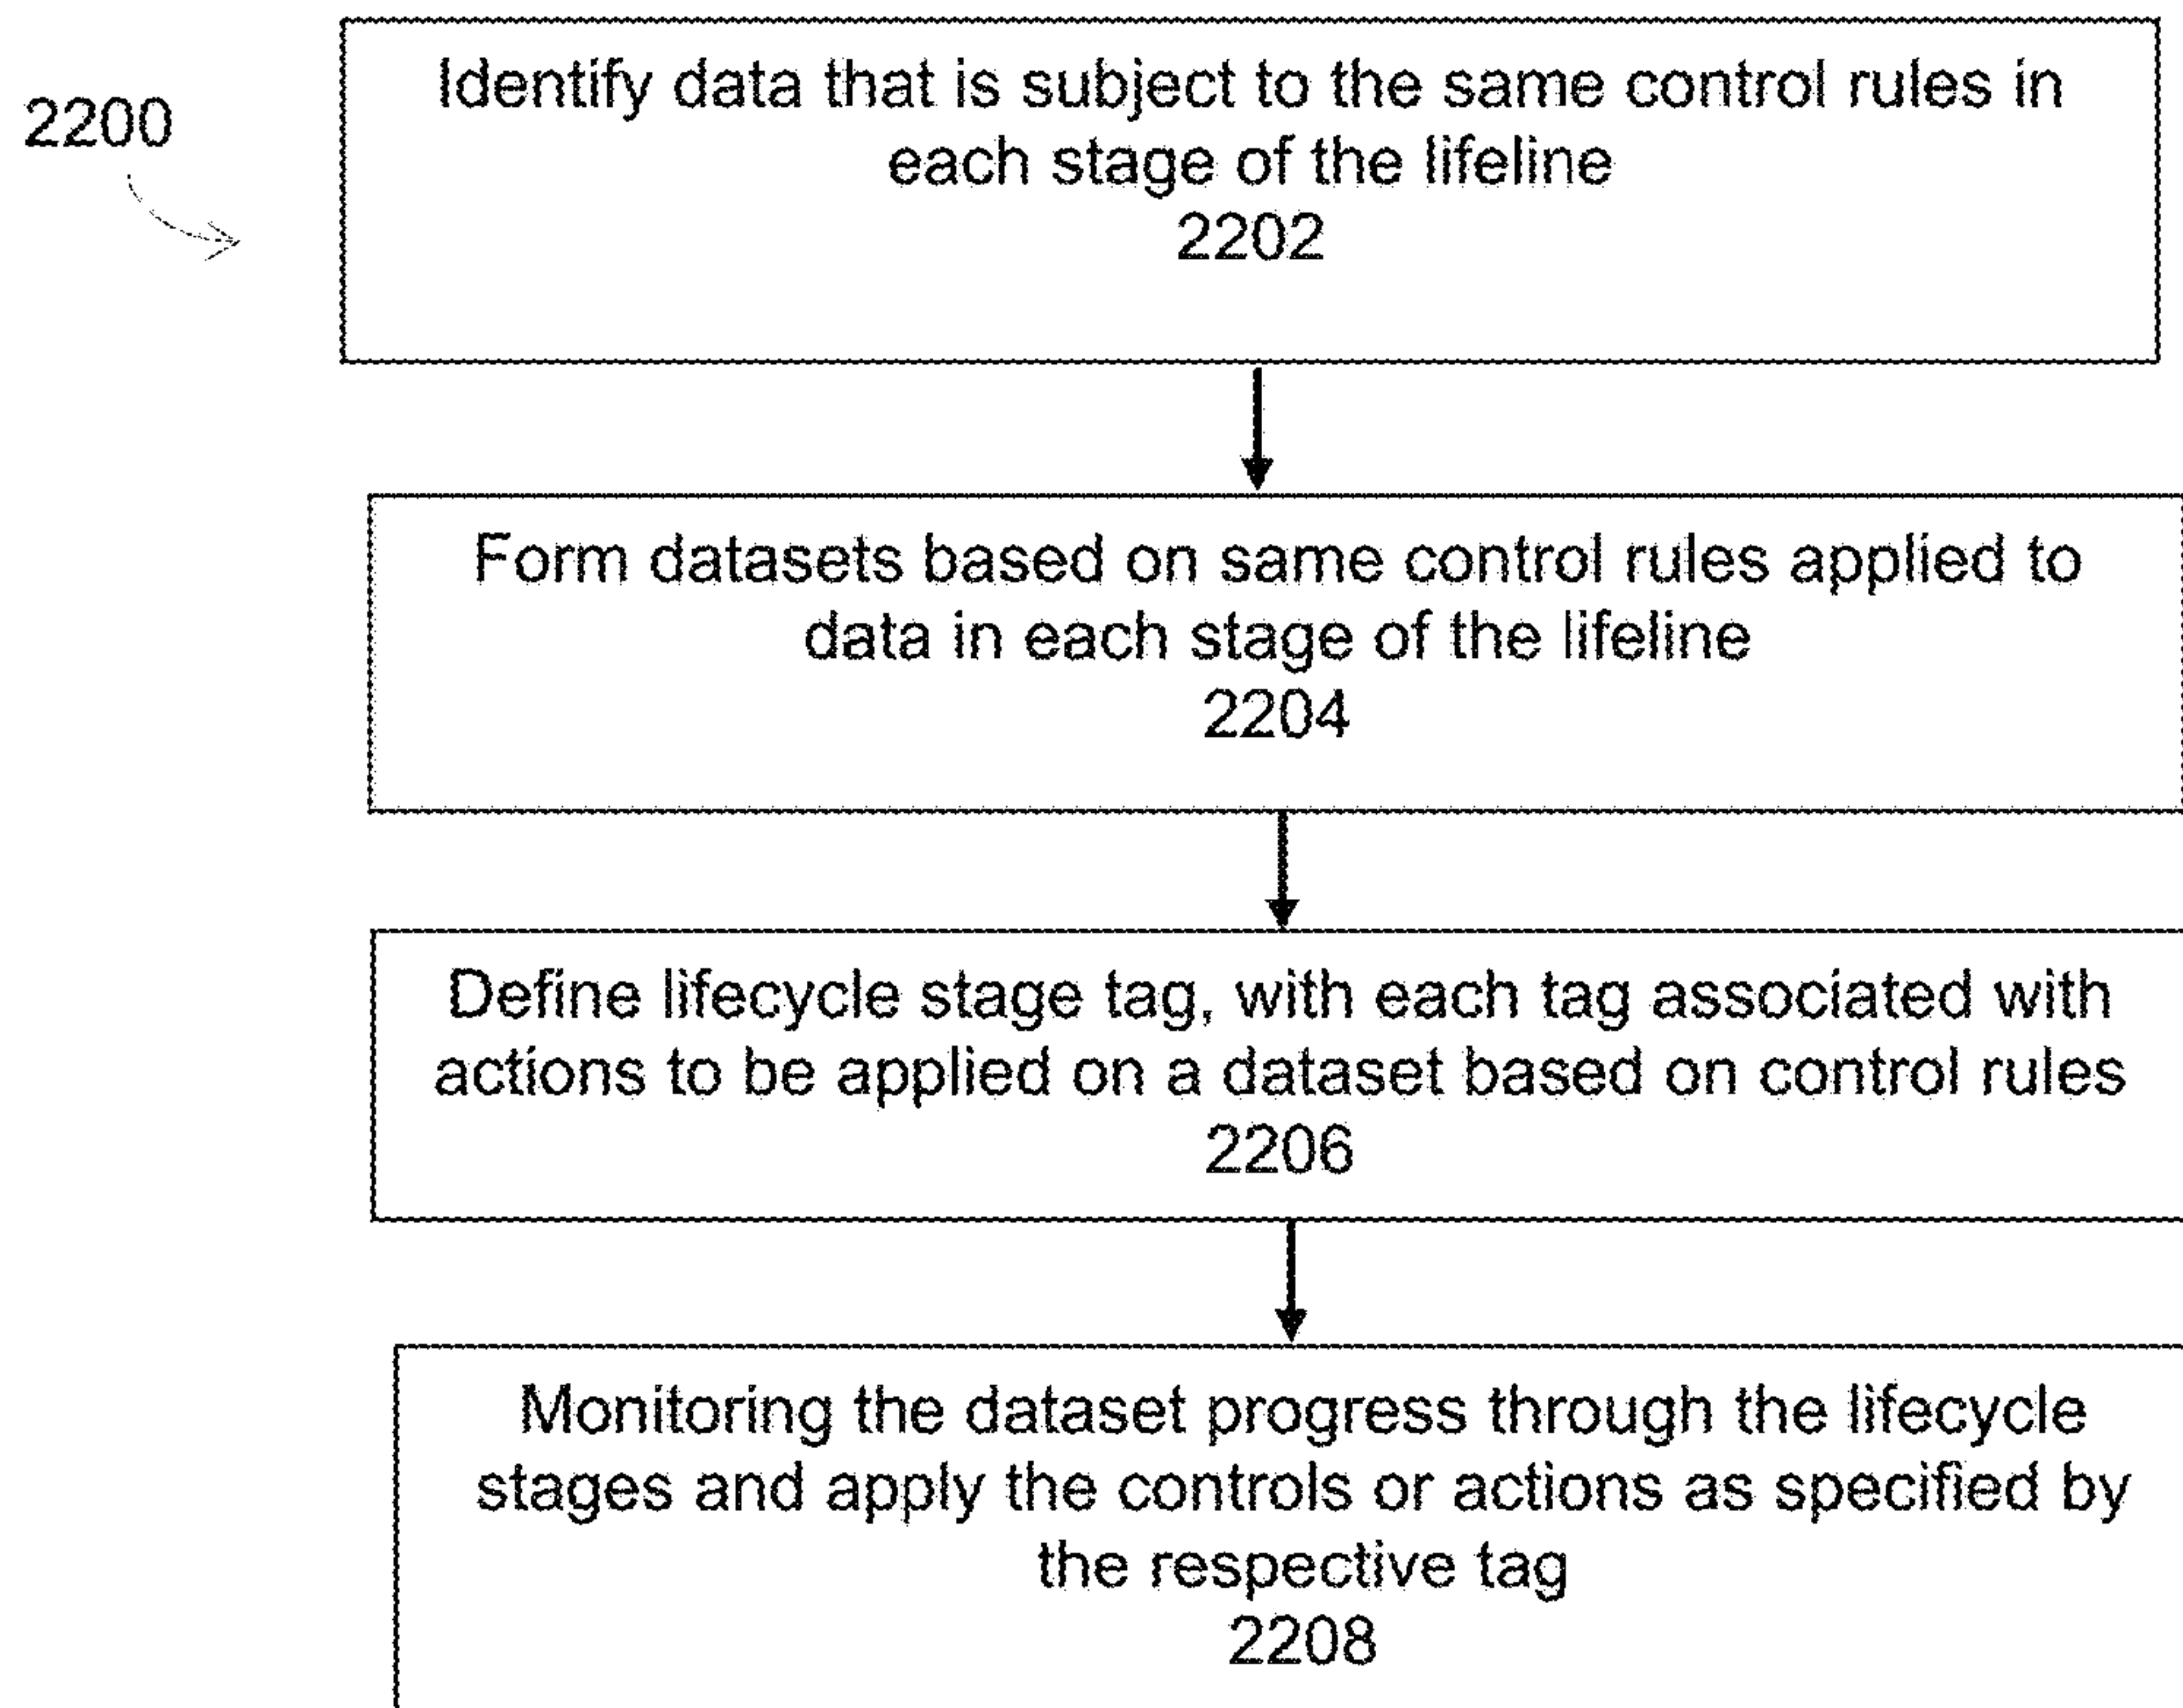 2200
Identify data that is subject to the same control rules in
each stage of the lifeline
2202
Form datasets based on same control rules applied to
data in each stage of the lifeline
2204
Define lifecycle stage tag, with each tag associated with
actions to be applied on a dataset based on control rules
2206
Monitoring the dataset progress through the lifecycle
stages and apply the controls or actions as specified by
the respective tag
2208